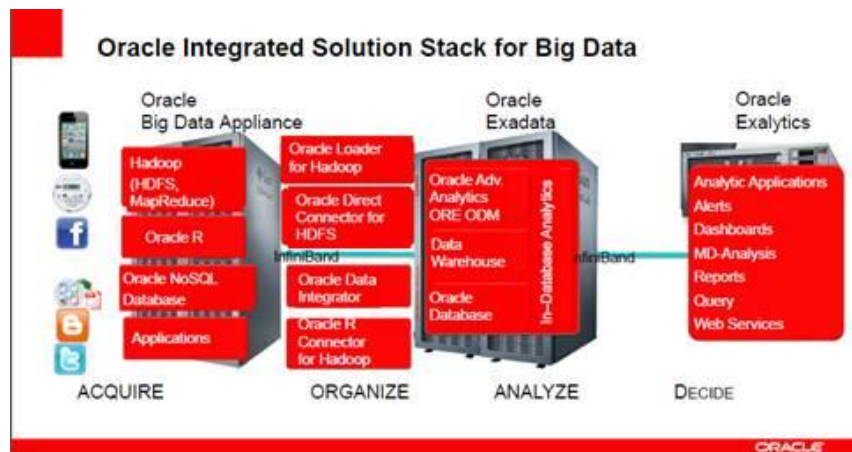 Oracle Integrated Solution Stack for Big Data
Oracle
Big Data Appliance
Oracle
Exadata
Oracle
Exalytics
Hadoop
(HDFS,
MapReduce)
Oracle R
Oracle NoSQL
Database
Applications
Oracle Loader
for Hadoop
Oracle Direct
Connector for
HDFS
InfiniBand
Oracle Data
Integrator
Oracle R
Connector
for Hadoop
Oracle Adv.
Analytics
ORE ODM
Data
Warehouse
Oracle
Database
In-Database Analytics
nfiniBand
Analytic Applications
Alerts
Dashboards
MD-Analysis
Reports
Query
Web Services
ACQUIRE
ORGANIZE
ANALYZE
DECIDE
ORACLE